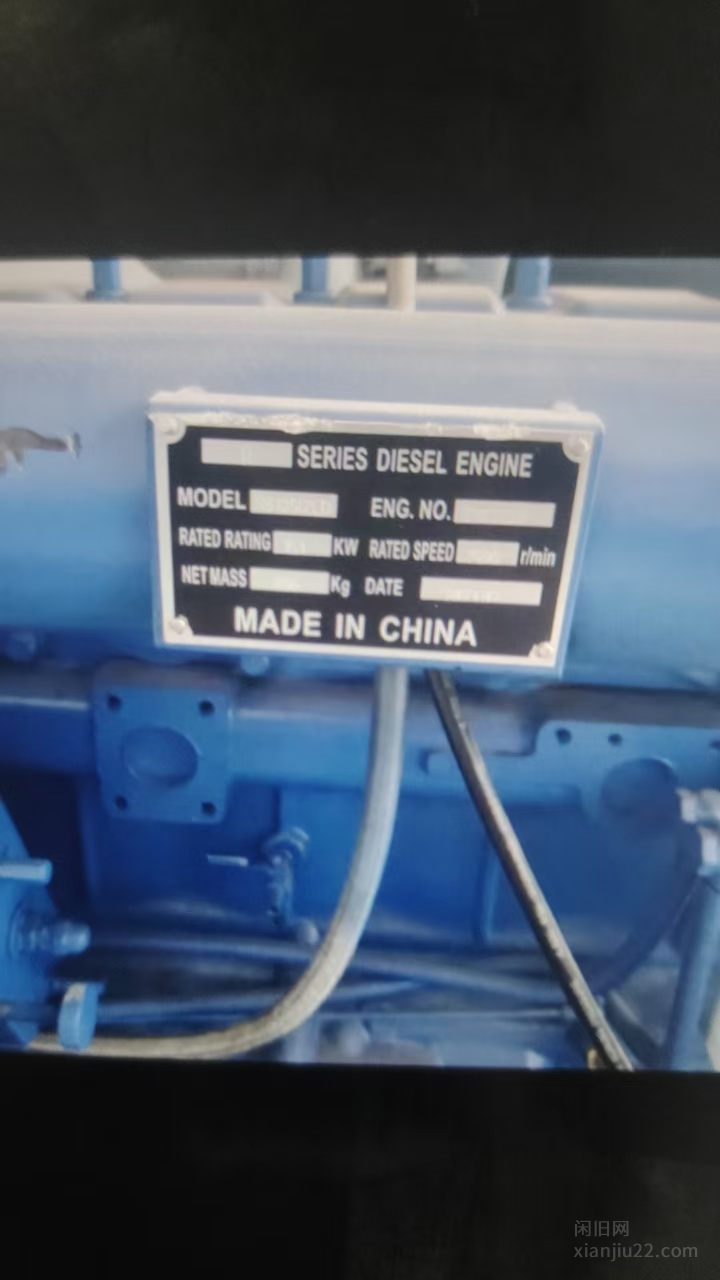 SERIES DIESEL ENGINE
MODEL ENG. NO.
RATED RATING KW RATED SPEED r/min
NET MASS Kg DATE
MADE IN CHINA
闲旧网
xianjiu22.com